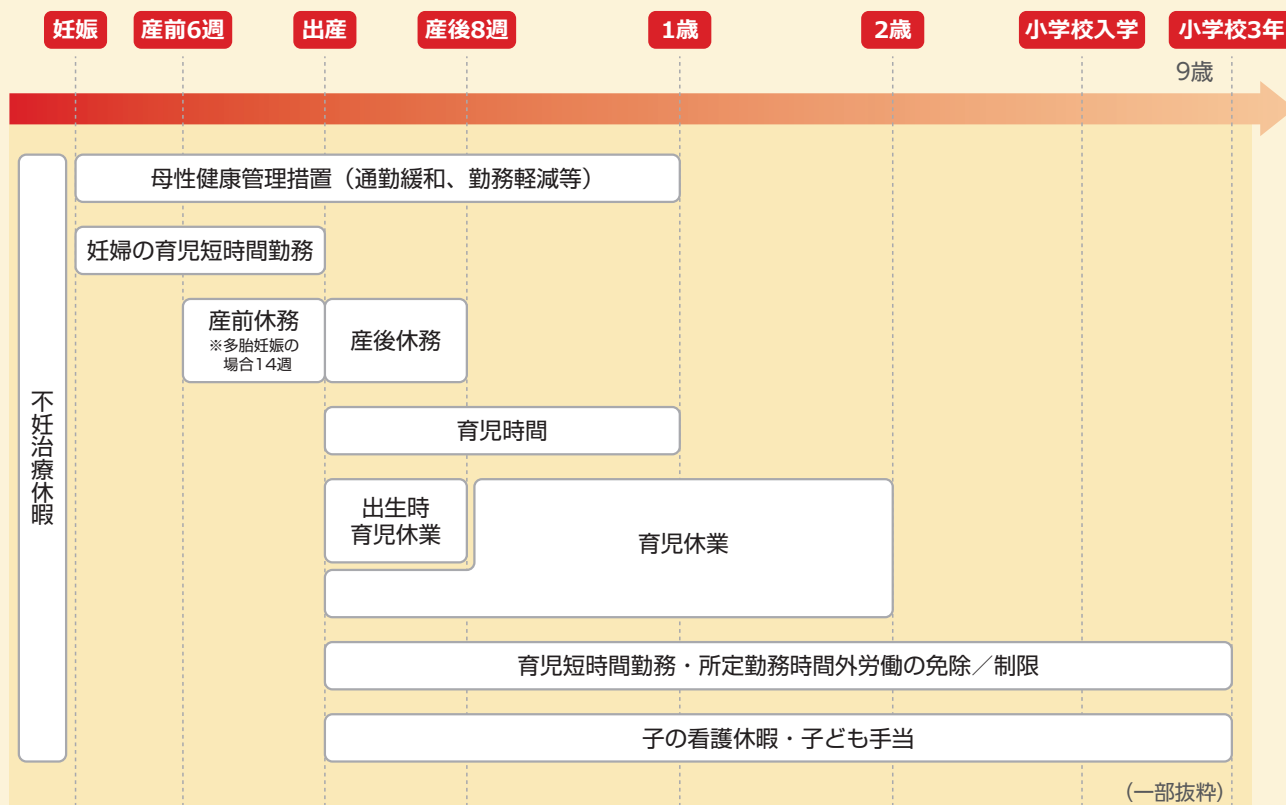 妊娠
産前6週
出産
産後8週
1歳
2歳
小学校入学
小学校3年
9歳
不妊治療休暇
母性健康管理措置（通勤緩和、勤務軽減等）
妊婦の育児短時間勤務
産前休務
※多胎妊娠の
場合14週
産後休務
育児時間
出生時
育児休業
育児休業
育児短時間勤務・所定勤務時間外労働の免除／制限
子の看護休暇・子ども手当
（一部抜粋）